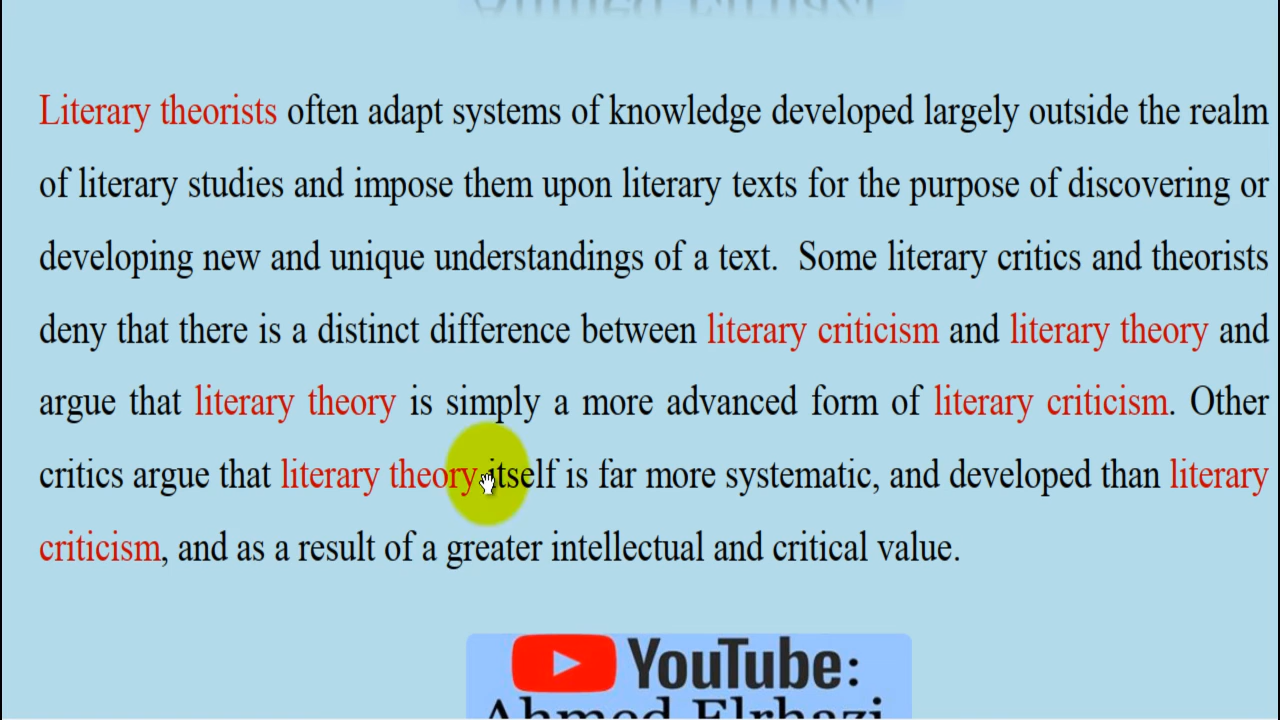 Ahmed Elrhazi
Literary theorists often adapt systems of knowledge developed largely outside the realm
of literary studies and impose them upon literary texts for the purpose of discovering or
developing new and unique understandings of a text. Some literary critics and theorists
deny that there is a distinct difference between literary criticism and literary theory and
argue that literary theory is simply a more advanced form of literary criticism. Other
critics argue that literary theory itself is far more systematic, and developed than literary
criticism, and as a result of a greater intellectual and critical value.
YouTube:
Ahmed Elrhazi